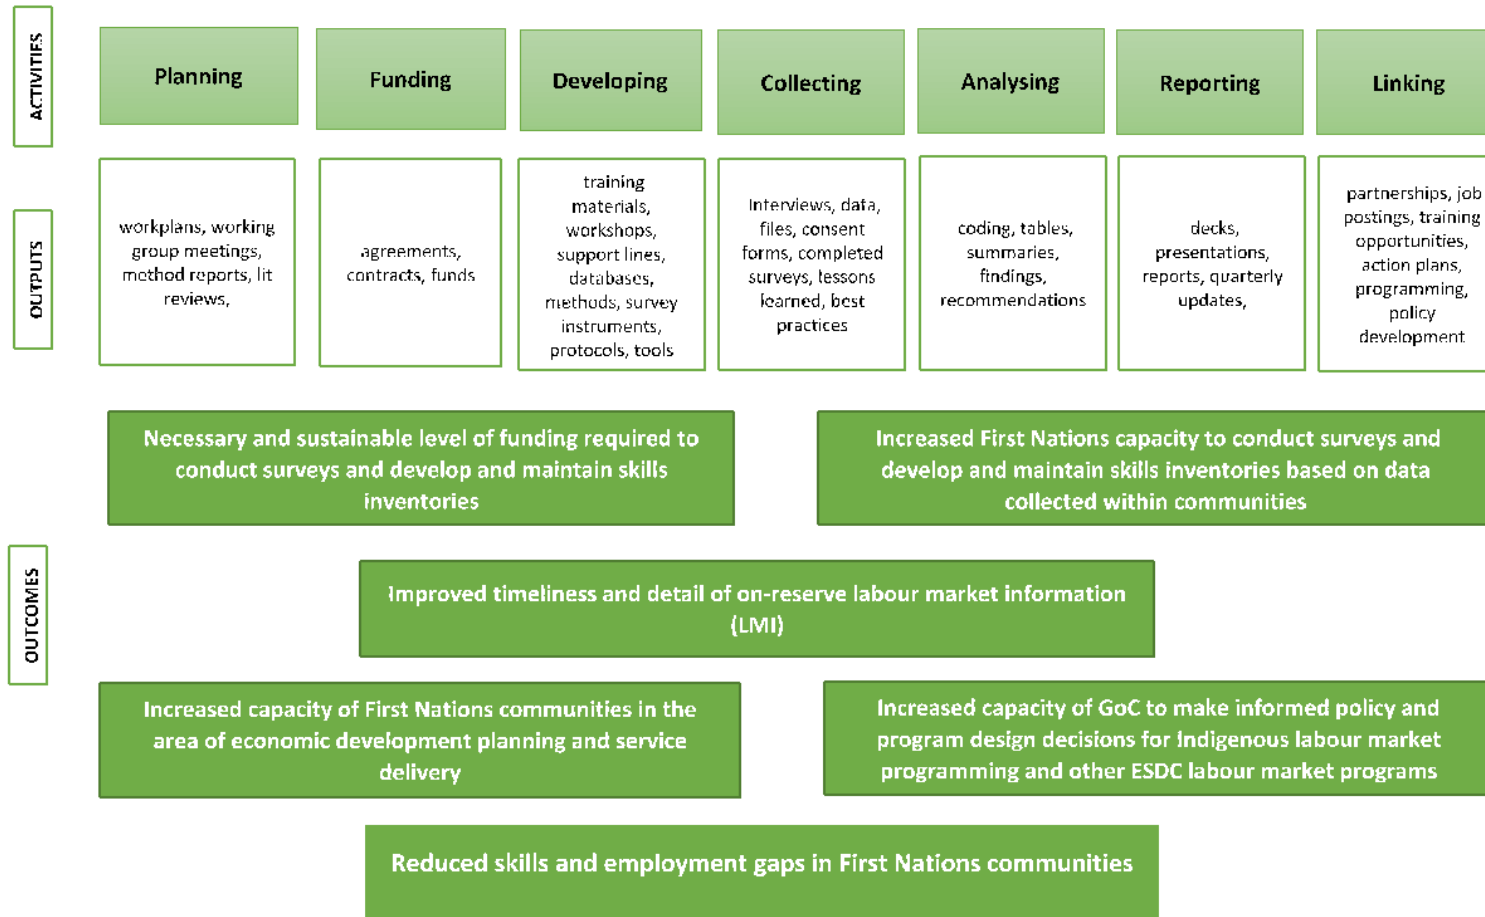 ACTIVITIES
Planning
Funding
Developing
Collecting
Analysing
Reporting
Linking
OUTPUTS
workplans, working
group meetings,
method reports, lit
reviews,
agreements,
contracts, funds
training
materials,
workshops,
support lines,
databases,
methods, survey
instruments,
protocols, tools
Interviews, data,
files, consent
forms, completed
surveys, lessons
learned, best
practices
coding, tables,
summaries,
findings,
recommendations
decks,
presentations,
reports, quarterly
updates,
partnerships, job
postings, training
opportunities,
action plans,
programming,
policy
development
OUTCOMES
Necessary and sustainable level of funding required to
conduct surveys and develop and maintain skills
inventories
Increased First Nations capacity to conduct surveys and
develop and maintain skills inventories based on data
collected within communities
Improved timeliness and detail of on-reserve labour market information
(LMI)
Increased capacity of First Nations communities in the
area of economic development planning and service
delivery
Increased capacity of GoC to make informed policy and
program design decisions for Indigenous labour market
programming and other ESDC labour market programs
Reduced skills and employment gaps in First Nations communities